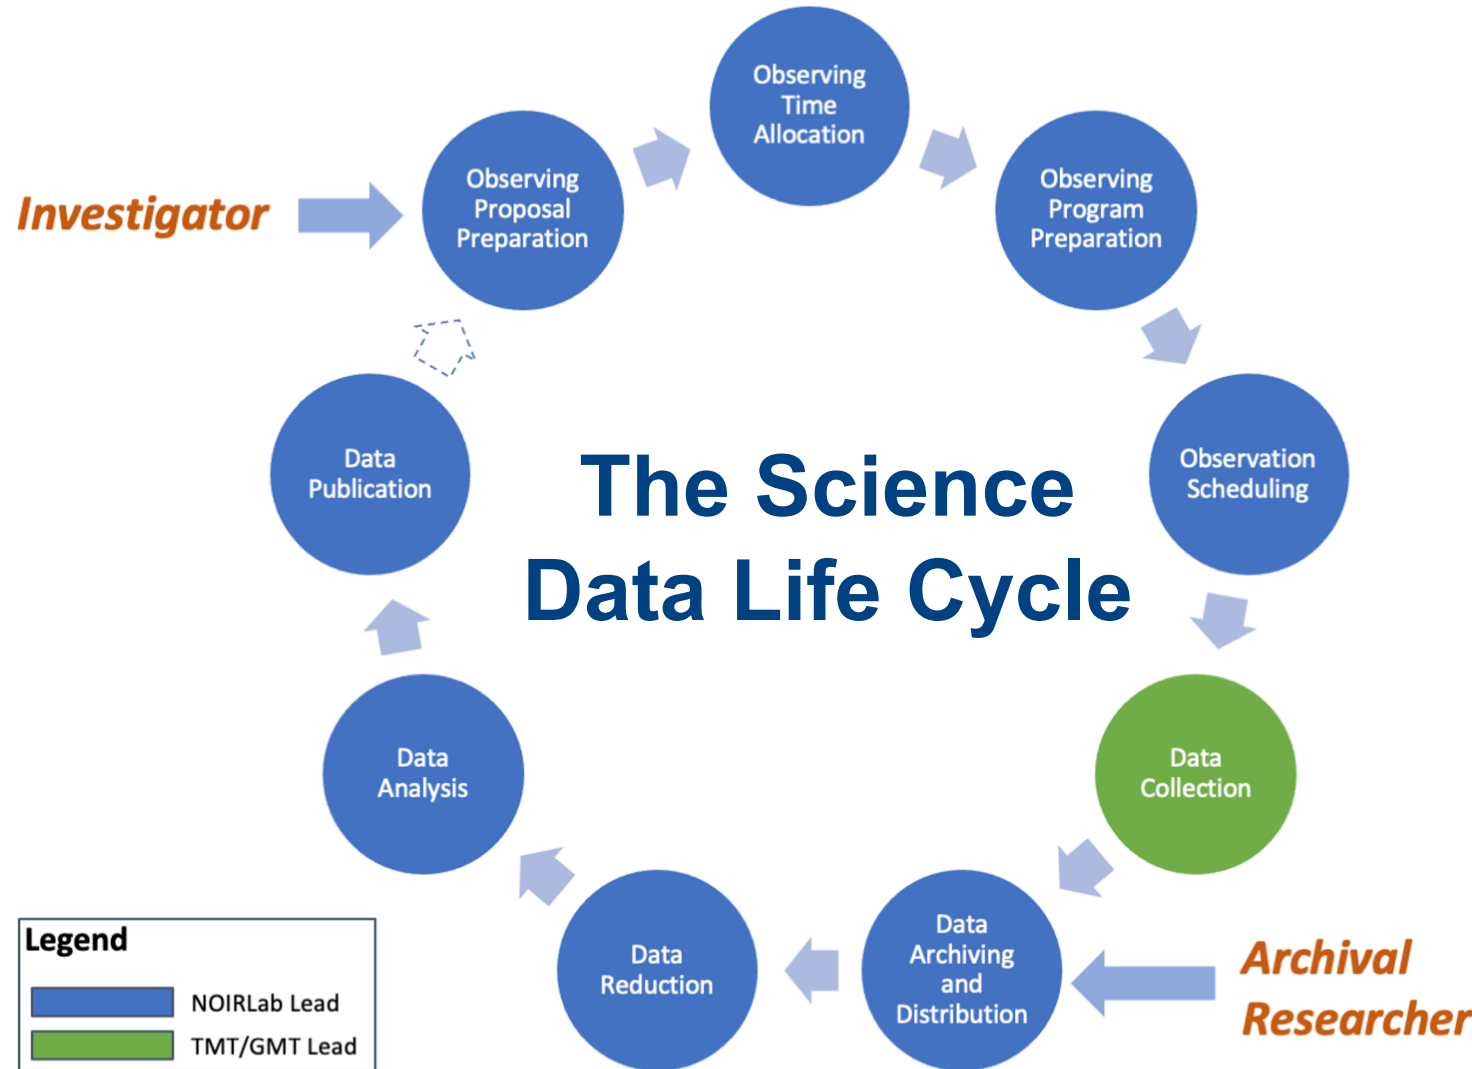 Observing
Time
Allocation
Observing
Proposal
Preparation
Observing
Program
Preparation
Investigator
Data
Publication
The Science
Data Life Cycle
Observation
Scheduling
Data
Analysis
Data
Collection
Data
Reduction
Data
Archiving
and
Distribution
Archival
Researcher
Legend
NOIRLab Lead
TMT/GMT Lead